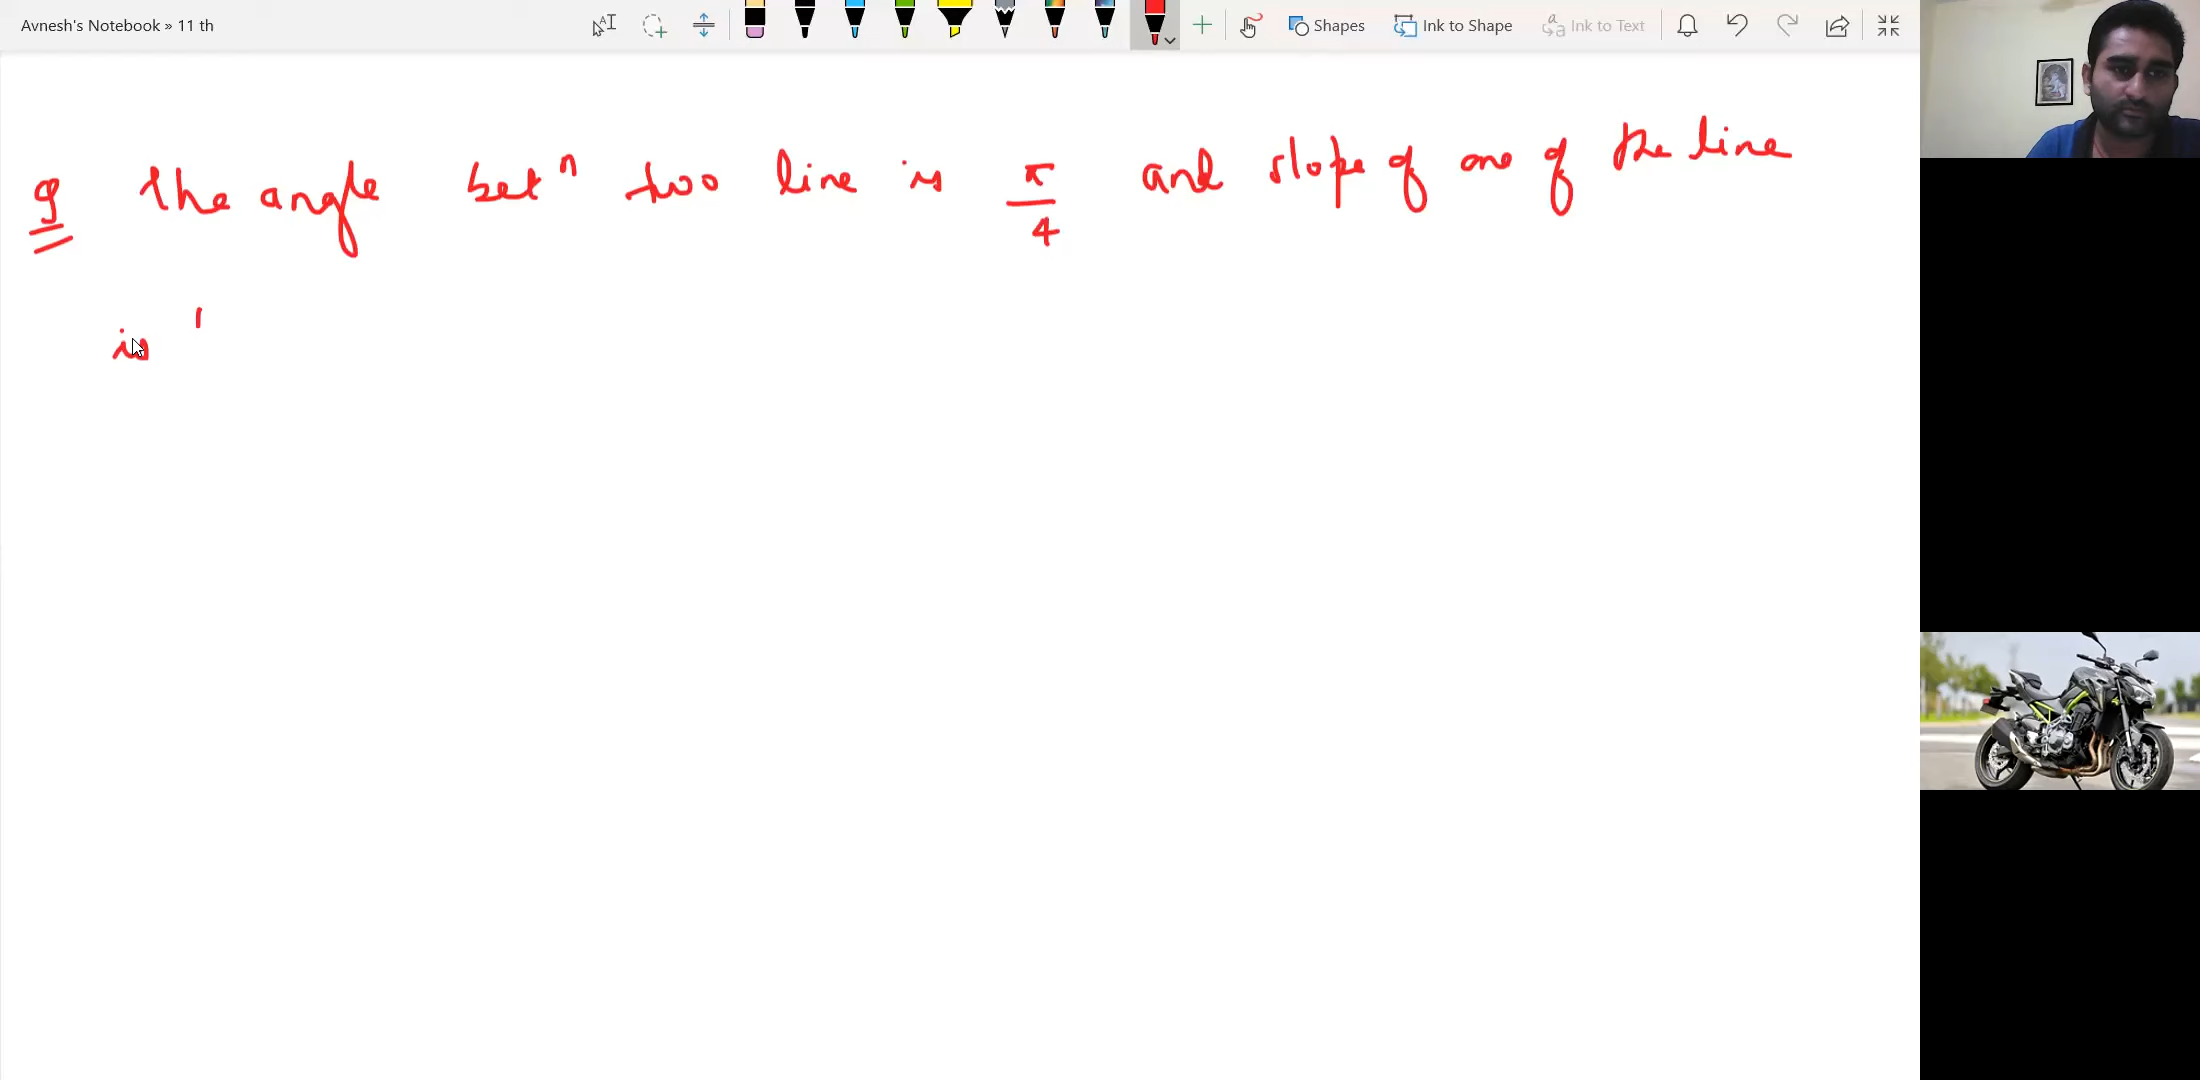 Avnesh's Notebook » 11 th
Shapes
Ink to Shape
Ink to Text
Q the angle betn two line is π/4 and slope of one of the line
is 1